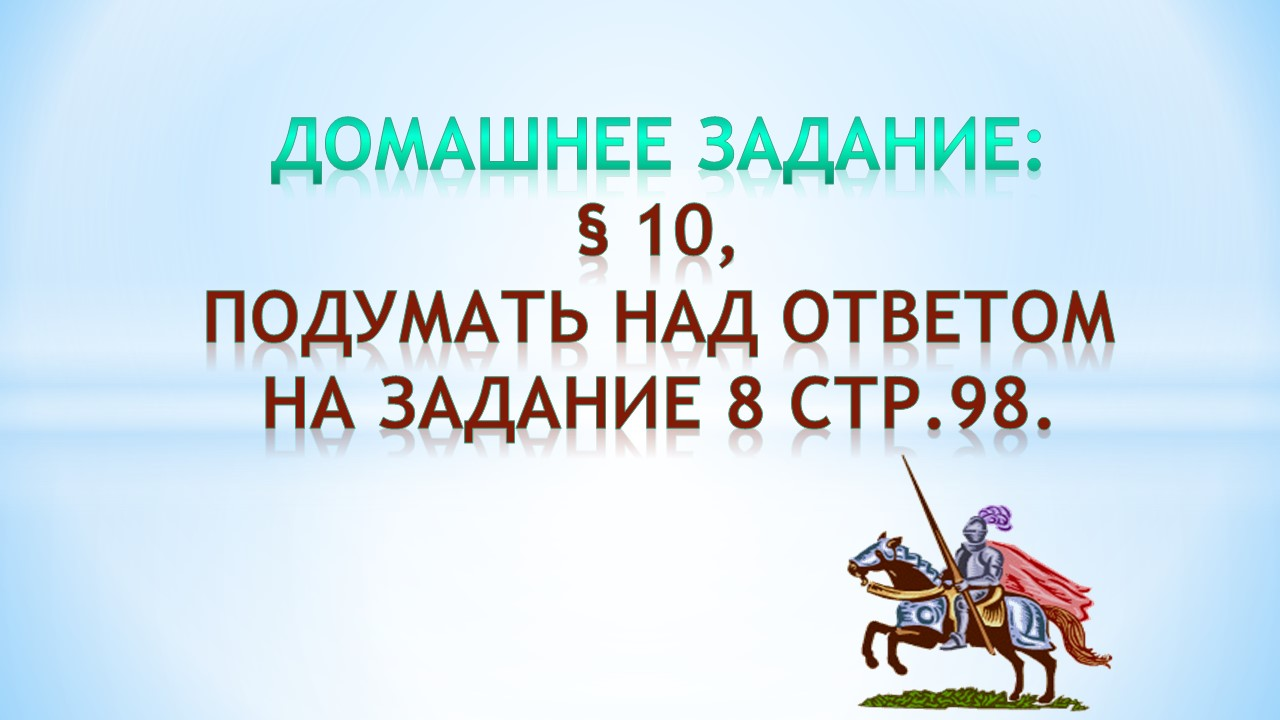 ДОМАШНЕЕ ЗАДАНИЕ:
§ 10,
ПОДУМАТЬ НАД ОТВЕТОМ
НА ЗАДАНИЕ 8 СТР.98.